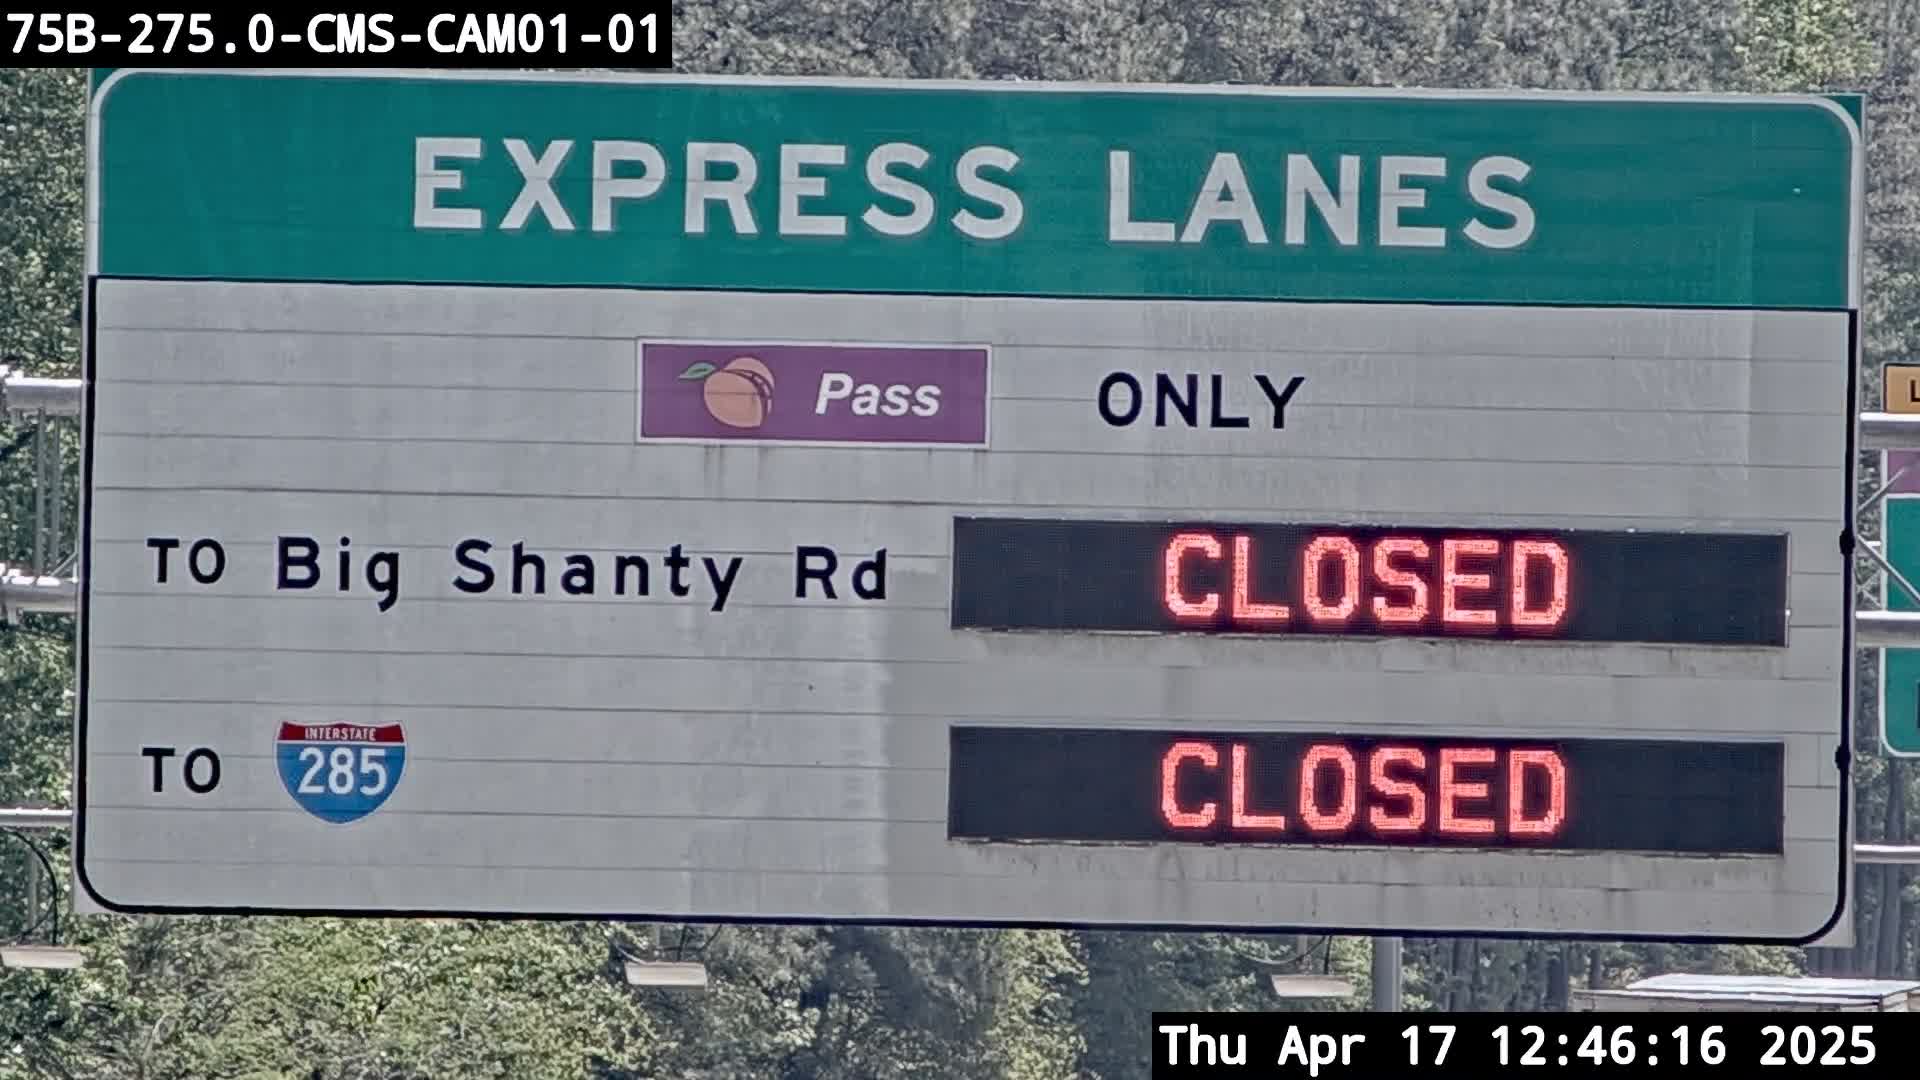 75B-275.0-CMS-CAM01-01
EXPRESS LANES
Pass ONLY
TO Big Shanty Rd CLOSED
TO INTERSTATE 285 CLOSED
Thu Apr 17 12:46:16 2025